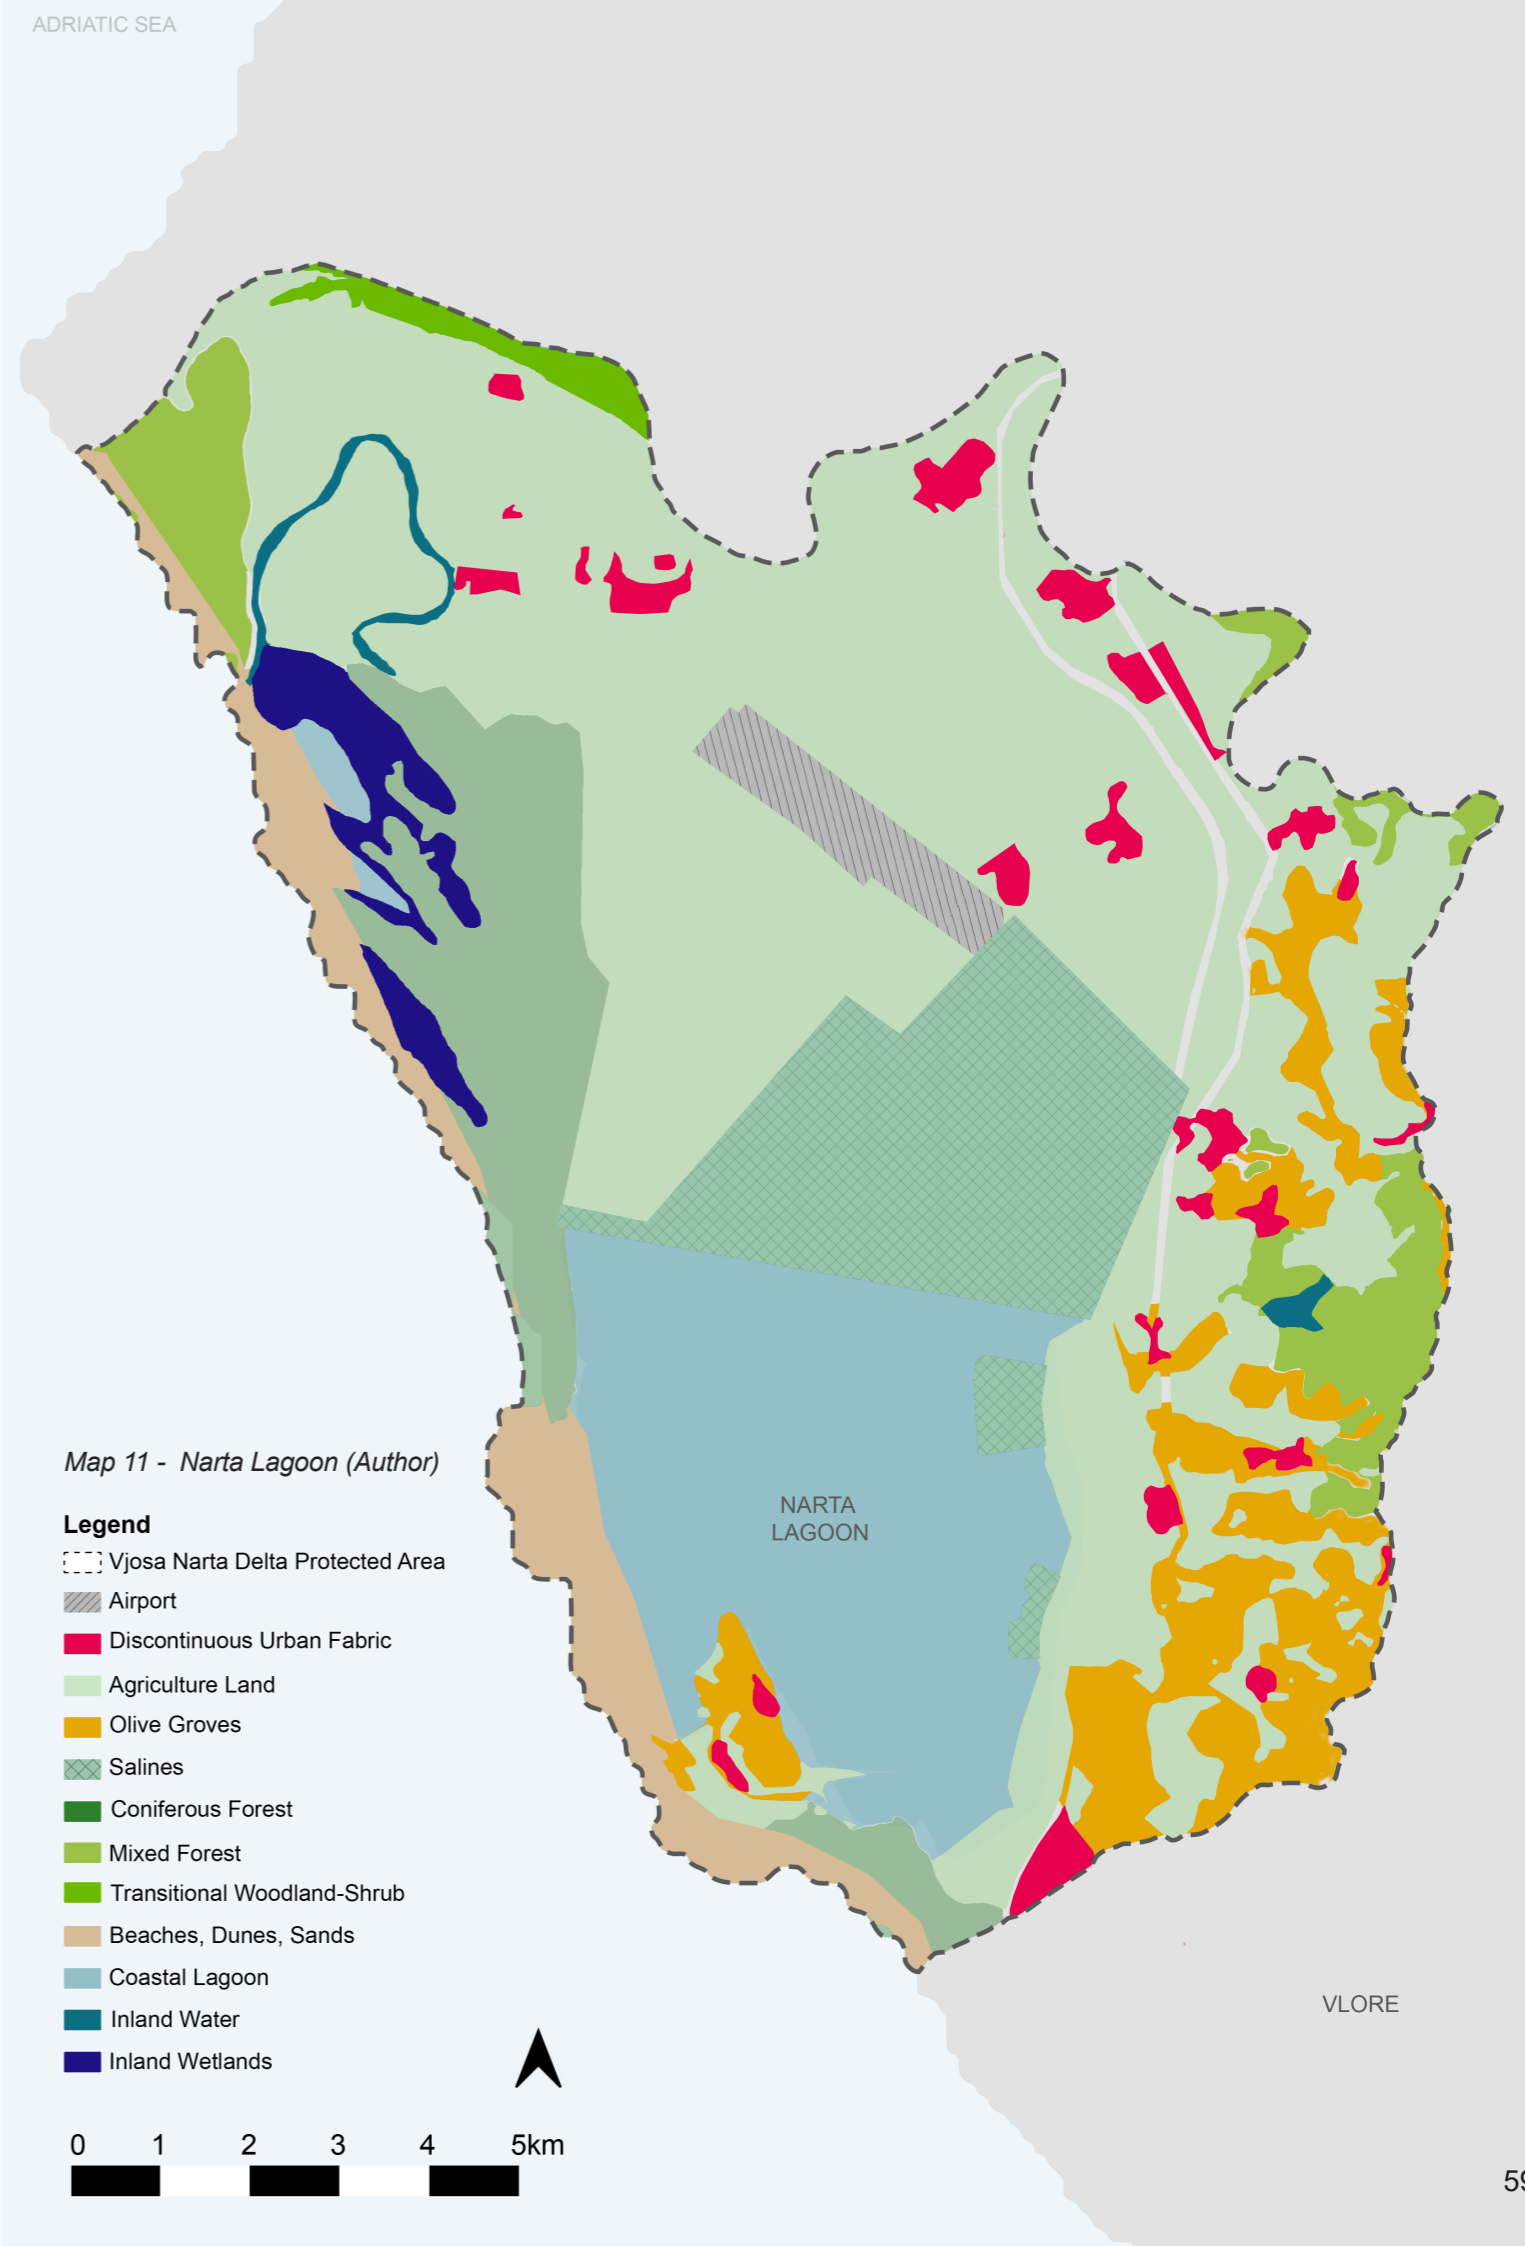 ADRIATIC SEA
NARTA
LAGOON
Map 11 - Narta Lagoon (Author)
Legend
Vjosa Narta Delta Protected Area
Airport
Discontinuous Urban Fabric
Agriculture Land
Olive Groves
Salines
Coniferous Forest
Mixed Forest
Transitional Woodland-Shrub
Beaches, Dunes, Sands
Coastal Lagoon
Inland Water
Inland Wetlands
VLORE
0 1 2 3 4 5km
59